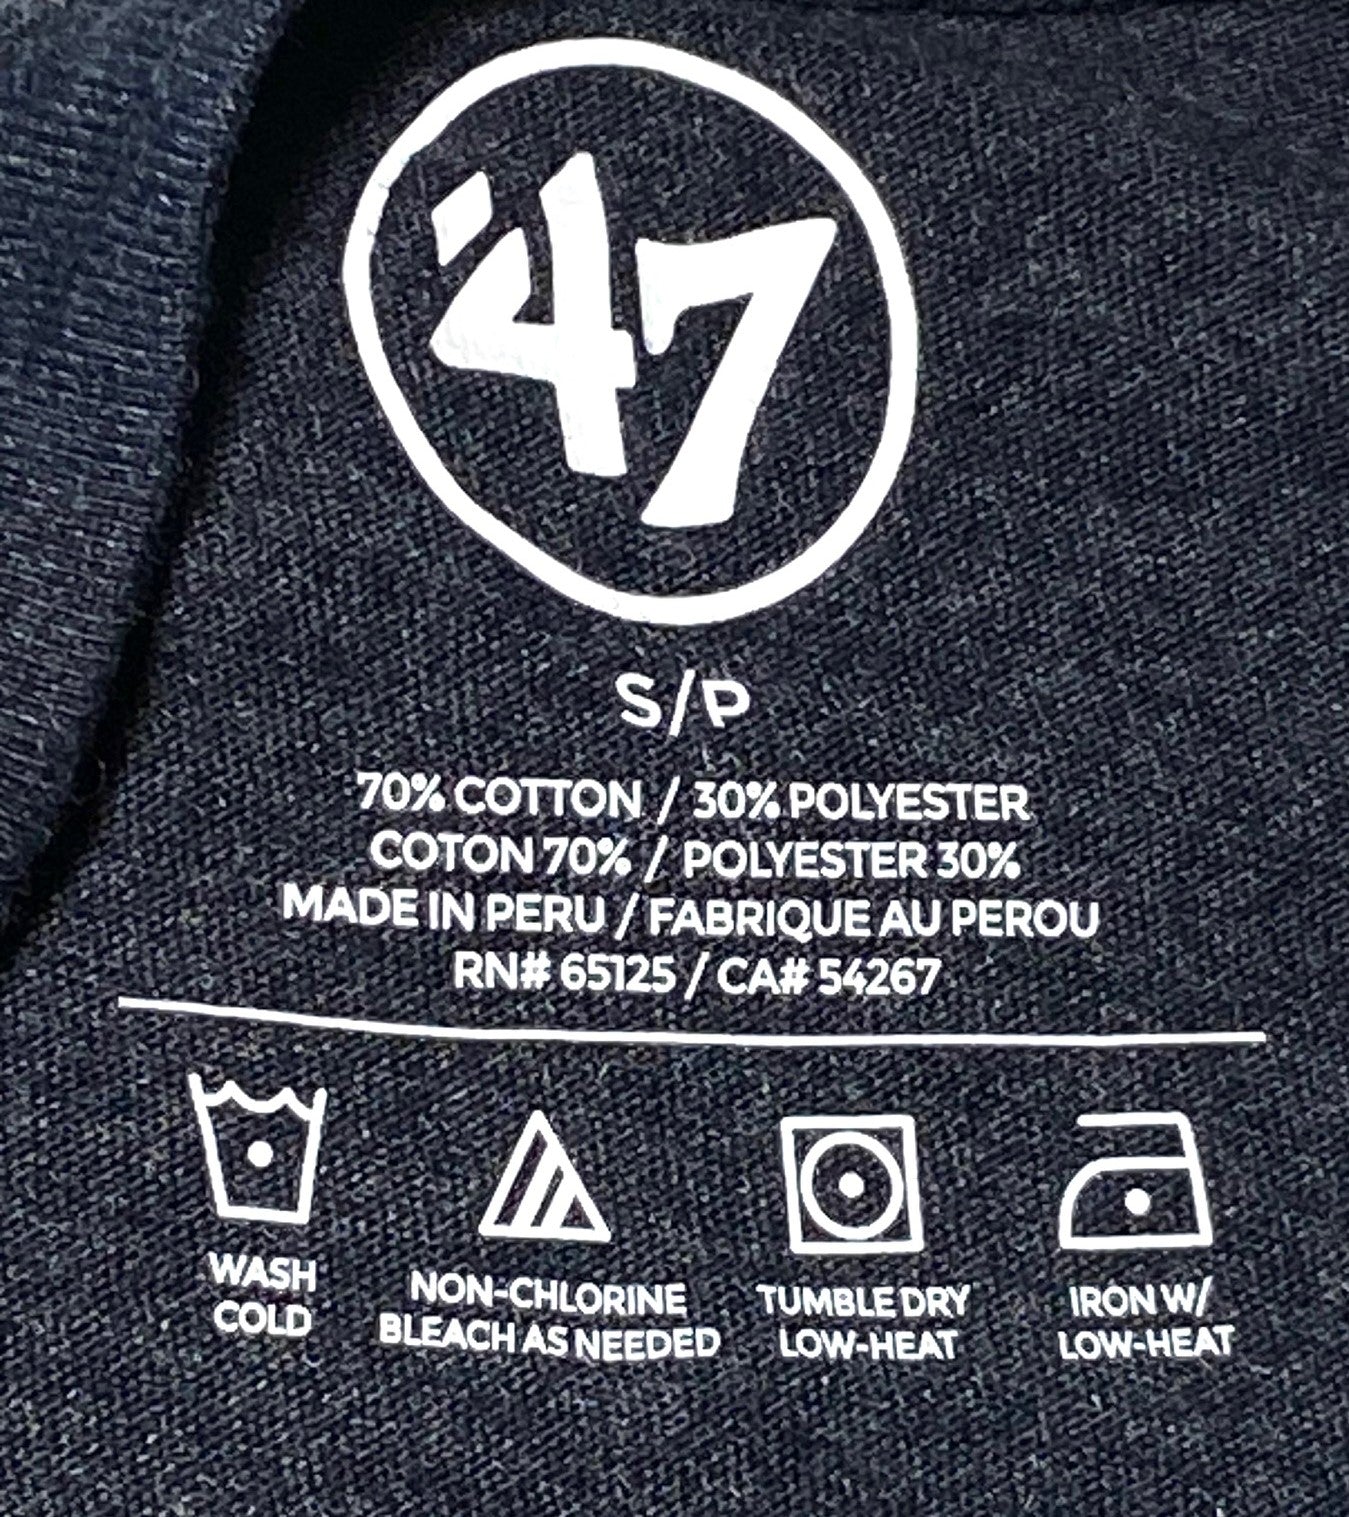 '47
S/P
70% COTTON / 30% POLYESTER
COTON 70% / POLYESTER 30%
MADE IN PERU / FABRIQUE AU PEROU
RN# 65125 / CA# 54267
WASH
COLD
NON-CHLORINE
BLEACH AS NEEDED
TUMBLE DRY
LOW-HEAT
IRON W/
LOW-HEAT